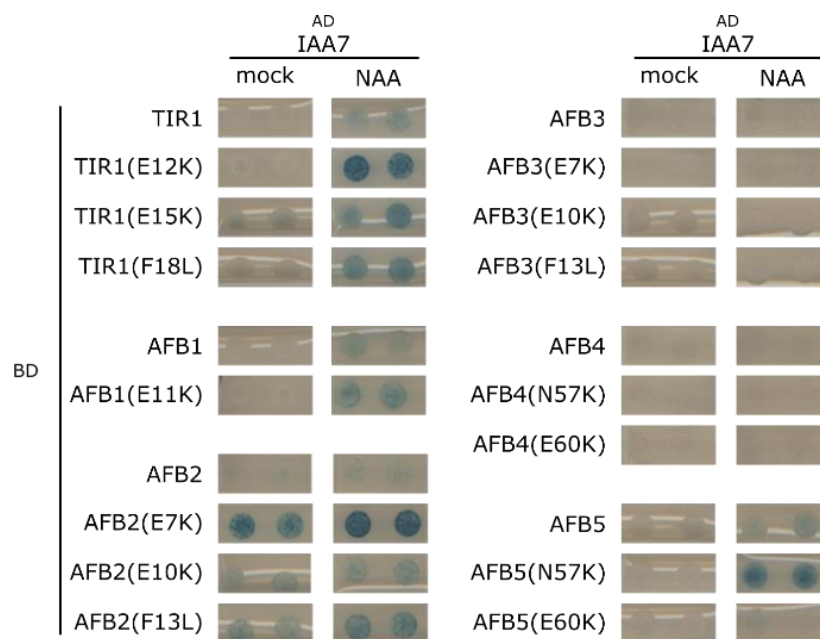 AD
IAA7
mock NAA
TIR1
TIR1(E12K)
TIR1(E15K)
TIR1(F18L)
AFB1
AFB1(E11K)
BD
AFB2
AFB2(E7K)
AFB2(E10K)
AFB2(F13L)
AD
IAA7
mock NAA
AFB3
AFB3(E7K)
AFB3(E10K)
AFB3(F13L)
AFB4
AFB4(N57K)
AFB4(E60K)
AFB5
AFB5(N57K)
AFB5(E60K)